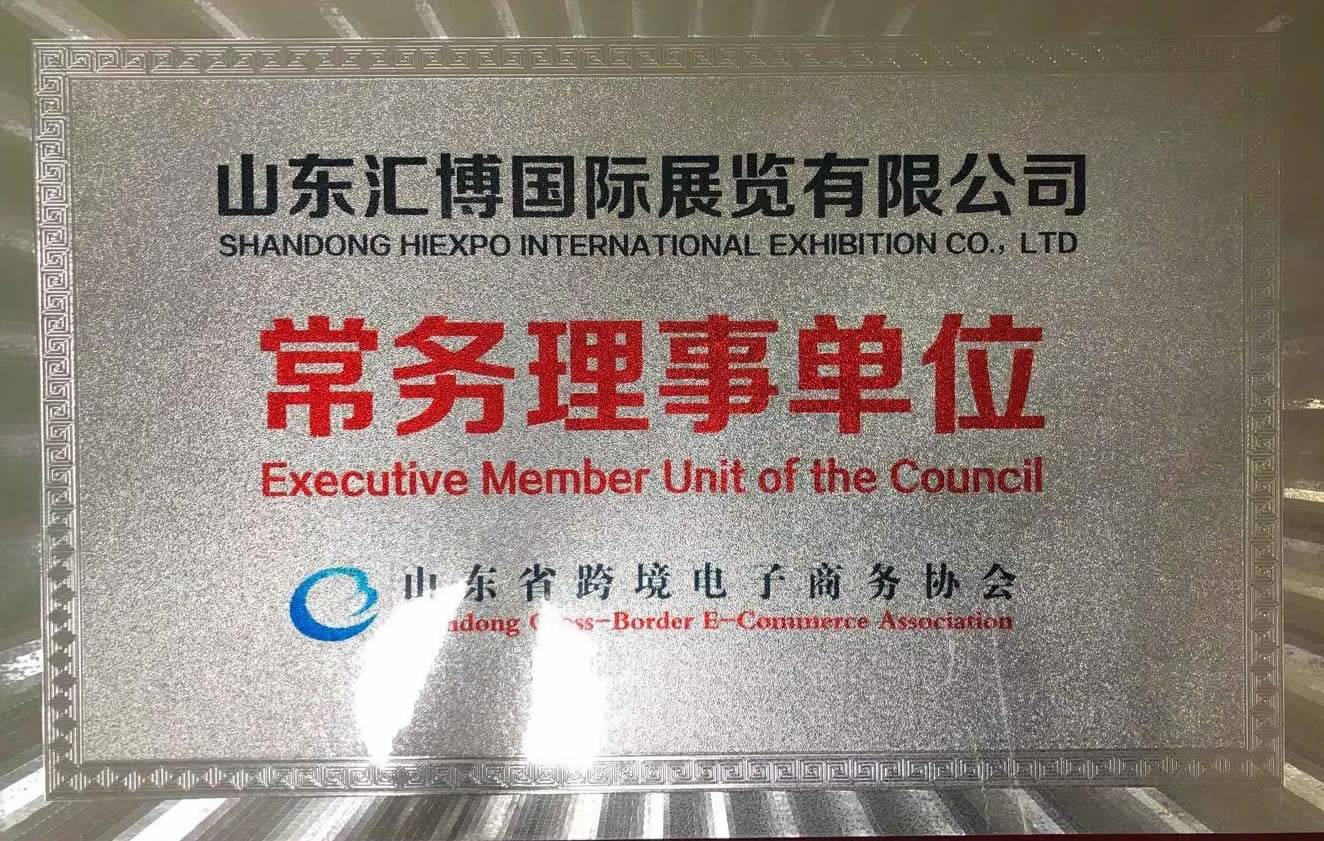 山东汇博国际展览有限公司
SHANDONG HIEXPO INTERNATIONAL EXHIBITION CO., LTD
常务理事单位
Executive Member Unit of the Council
山东省跨境电子商务协会
E-Commerce Association